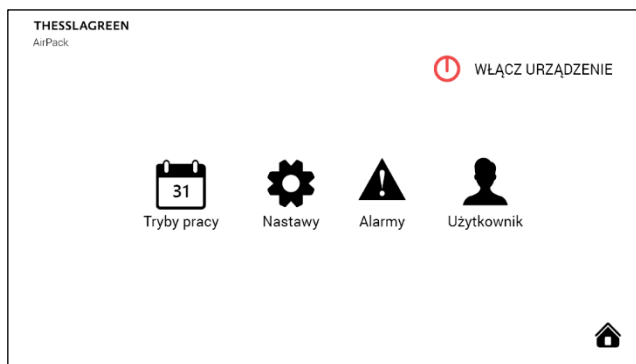 THESSLAGREEN
AirPack
WŁĄCZ URZĄDZENIE
31
Tryby pracy Nastawy Alarmy Użytkownik